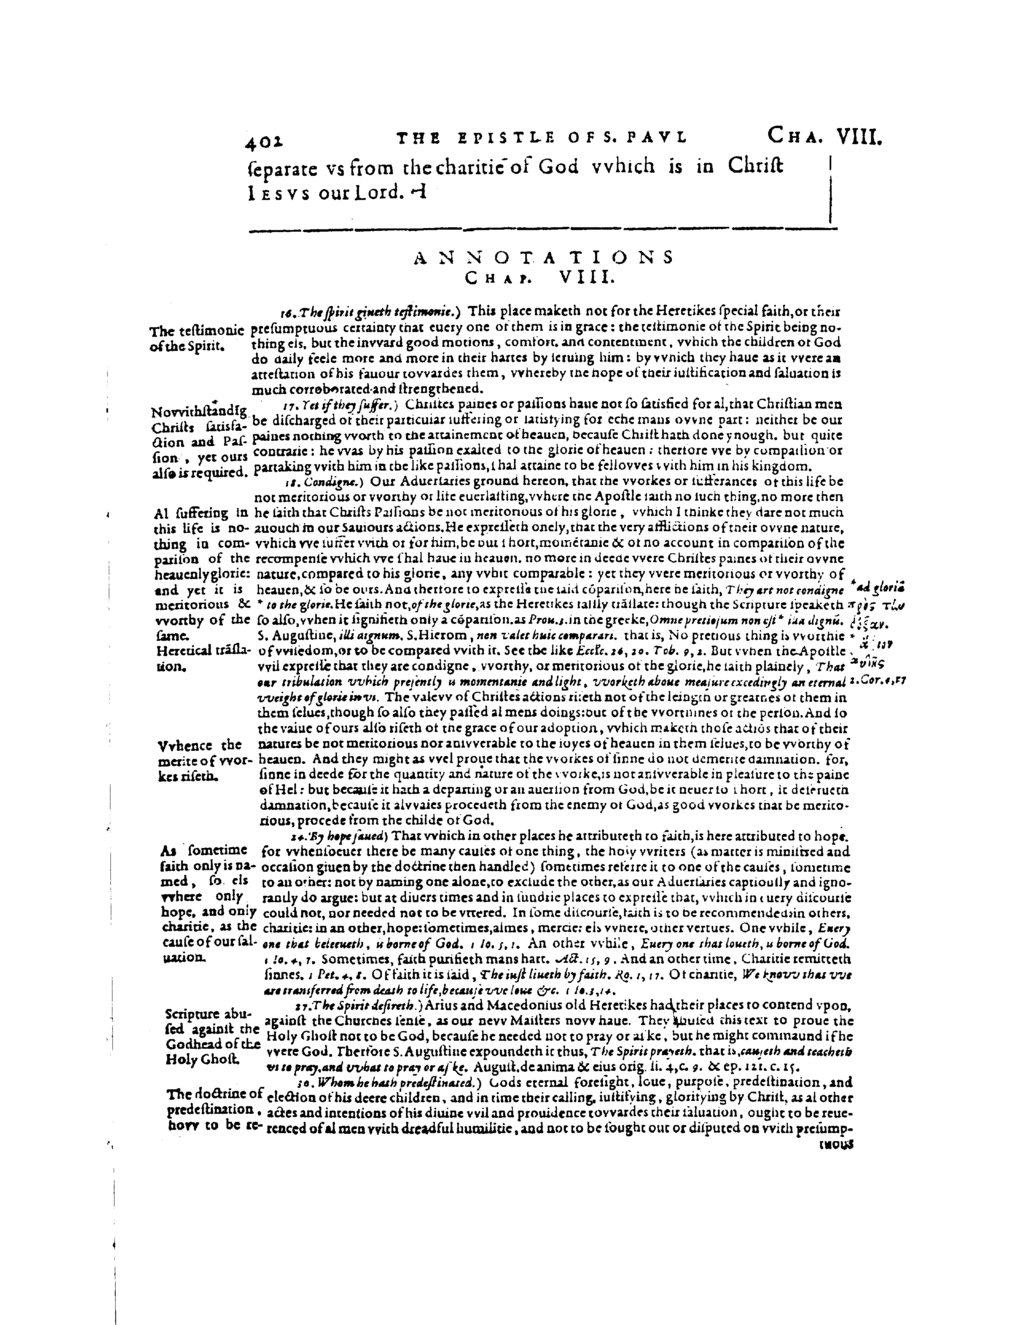 402 THE EPISTLE OF S. PAVL CHA. VIII.
ſeparate vs from the charitie of God vvhich is in Chriſt
IESVS our Lord. ⊣
ANNOTATIONS
CHAP. VIII.
16. The ſpirit giueth teſtimonie.) This place maketh not for the Heretikes ſpecial faith, or their
The teſtimonie
of the Spirit.
preſumptuous certainty that euery one of them is in grace: the teſtimonie of the Spirit being no-
thing els, but the invvard good motions, comfort, and contentment, vvhich the children of God
do daily feele more and more in their hartes by ſeruing him: by vvhich they haue as it vvere an
atteſtation of his fauour tovvardes them, vvhereby the hope of their iuſtification and ſaluation is
much corroborated and ſtrengthened.
17. Yet if they ſuffer.) Chriſtes paines or paſſions haue not ſo ſatisfied for al, that Chriſtian men
Notvvithſtandīg
Chriſts ſatisfa-
ction and Paſ-
ſion, yet ours
alſo is required.
be diſcharged of their particular ſuffering or ſatisfying for eche mans ovvne part: neither be our
paines nothing vvorth to the attainement of heauen, becauſe Chriſt hath done ynough. but quite
contrarie: he vvas by his paſſion exalted to the glorie of heauen: therfore vve by compaſſion or
partaking vvith him in the like paſſions, ſhal attaine to be fellovves vvith him in his kingdom.
18. Condigne.) Our Aduerſaries ground hereon, that the vvorkes or ſufferances of this life be
not meritorious or vvorthy of life euerlaſting, vvhere the Apoſtle ſaith no ſuch thing, no more then
Al ſuffering in
this life is no-
thing in com-
pariſon of the
heauenly glorie:
and yet it is
meritorious &
vvorthy of the
ſame.
he ſaith that Chriſts Paſſions be not meritorious of his glorie, vvhich I thinke they dare not much
auouch in our Sauiours actions. He expreſſeth onely, that the very afflictions of their ovvne nature,
vvhich vve ſuffer vvith or for him, be but ſhort, momētanie & of no account in compariſon of the
recompenſe vvhich vve ſhal haue in heauen, no more in deede vvere Chriſtes paines of their ovvne
nature, compared to his glorie, any vvhit comparable: yet they vvere meritorious or vvorthy of
heauen, & ſo be ours. And therfore to expreſſe the ſaid cōpariſon, here he ſaith, They are not condigne
* to the glorie. He ſaith not, of the glorie, as the Heretikes falſly trāſlate: though the Scripture ſpeaketh
ſo alſo, vvhen it ſignifieth only a cōpariſon. as Prou. 3. in the greeke, Omne pretioſum non eſt * illa dignū.
S. Auguſtine, illi dignum. S. Hierom, non valet huic comparari. that is, No pretious thing is vvorthie
*ad gloriā
πρὸς τὴν
δόξαν.
Heretical trāſla-
tion.
of vviſedom, or to be compared vvith it. See the like Eccle. 26, 20. Tob. 9, 2. But vvhen the Apoſtle
vvil expreſſe that they are condigne, vvorthy, or meritorious of the glorie, he ſaith plainely, That
our tribulation vvhich preſently is momentanie and light, vvorketh aboue meaſure excedingly an eternal
2. Cor. 4, 17
vveight of glorie in vs. The valevv of Chriſtes actions riſeth not of the length or greatnes of them in
them ſelues, though ſo alſo they paſſed al mens doings: but of the vvorthines of the perſon. And ſo
the value of ours alſo riſeth of the grace of our adoption, vvhich maketh thoſe actiōs that of their
Vvhence the
merite of vvor-
kes riſeth.
natures be not meritorious nor anſvverable to the ioyes of heauen in them ſelues, to be vvorthy of
heauen. And they might as vvel proue that the vvorkes of ſinne do not demerite damnation. for,
ſinne in deede for the quantity and nature of the vvorke, is not anſvverable in pleaſure to the paine
of Hel: but becauſe it hath a departing or an auerſion from God, be it neuer ſo ſhort, it deſerueth
damnation, becauſe it alvvaies procedeth from the enemy of God, as good vvorkes that be merito-
rious, procede from the childe of God.
24. By hope ſaued) That vvhich in other places he attributeth to faith, is here attributed to hope.
As ſometime
faith only is na-
med, ſo els
vvhere only
hope, and only
charitie, as the
cauſe of our ſal-
uation.
for vvhenſoeuer there be many cauſes of one thing, the holy vvriters (as matter is miniſtred and
occaſion giuen by the doctrine then handled) ſometimes referre it to one of the cauſes, ſometime
to an other: not by naming one alone, to exclude the other, as our Aduerſaries captiouſly and igno-
rantly do argue: but at diuers times and in ſundrie places to expreſſe that, vvhich in euery diſcourſe
could not, nor needed not to be vttered. In ſome diſcourſe, faith is to be recommended: in others,
charitie: in an other, hope: ſometimes, almes, mercie: els vvhere, other vertues. One vvhile, Euery
one that beleeueth, is borne of God. 1 Io. 5, 1. An other vvhile, Euery one that loueth, is borne of God.
1 Io. 4, 7. Sometimes, faith purifieth mans hart. Act. 15, 9. And an other time, Charitie remitteth
ſinnes. 1 Pet. 4, 8. Of faith it is ſaid, The iuſt liueth by faith. Ro. 1, 17. Of charitie, We knovv that vve
are transferred from death to life, becauſe vve loue &c. 1 Io. 3, 14.
27. The Spirit deſireth.) Arius and Macedonius old Heretikes had their places to contend vpon,
Scripture abu-
ſed againſt the
Godhead of the
Holy Ghoſt.
againſt the Churches ſenſe, as our nevv Maiſters novv haue. They abuſed this text to proue the
Holy Ghoſt not to be God, becauſe he needed not to pray or aſke, but he might commaund if he
vvere God. Therfore S. Auguſtine expoundeth it thus, The Spirit prayeth. that is, cauſeth and teacheth
vs to pray, and vvhat to pray or aſke. Auguſt. de anima & eius orig. li. 4, c. 9. & ep. 121. c. 15.
30. Whom he hath predeſtinated.) Gods eternal foreſight, loue, purpoſe, predeſtination, and
The doctrine of
predeſtination,
hovv to be re-
election of his deere children, and in time their calling, iuſtifying, glorifying by Chriſt, as al other
actes and intentions of his diuine vvil and prouidence tovvardes their ſaluation, ought to be reue-
renced of al men vvith dreadful humilitie, and not to be ſought out or diſputed on vvith preſump-
tuous